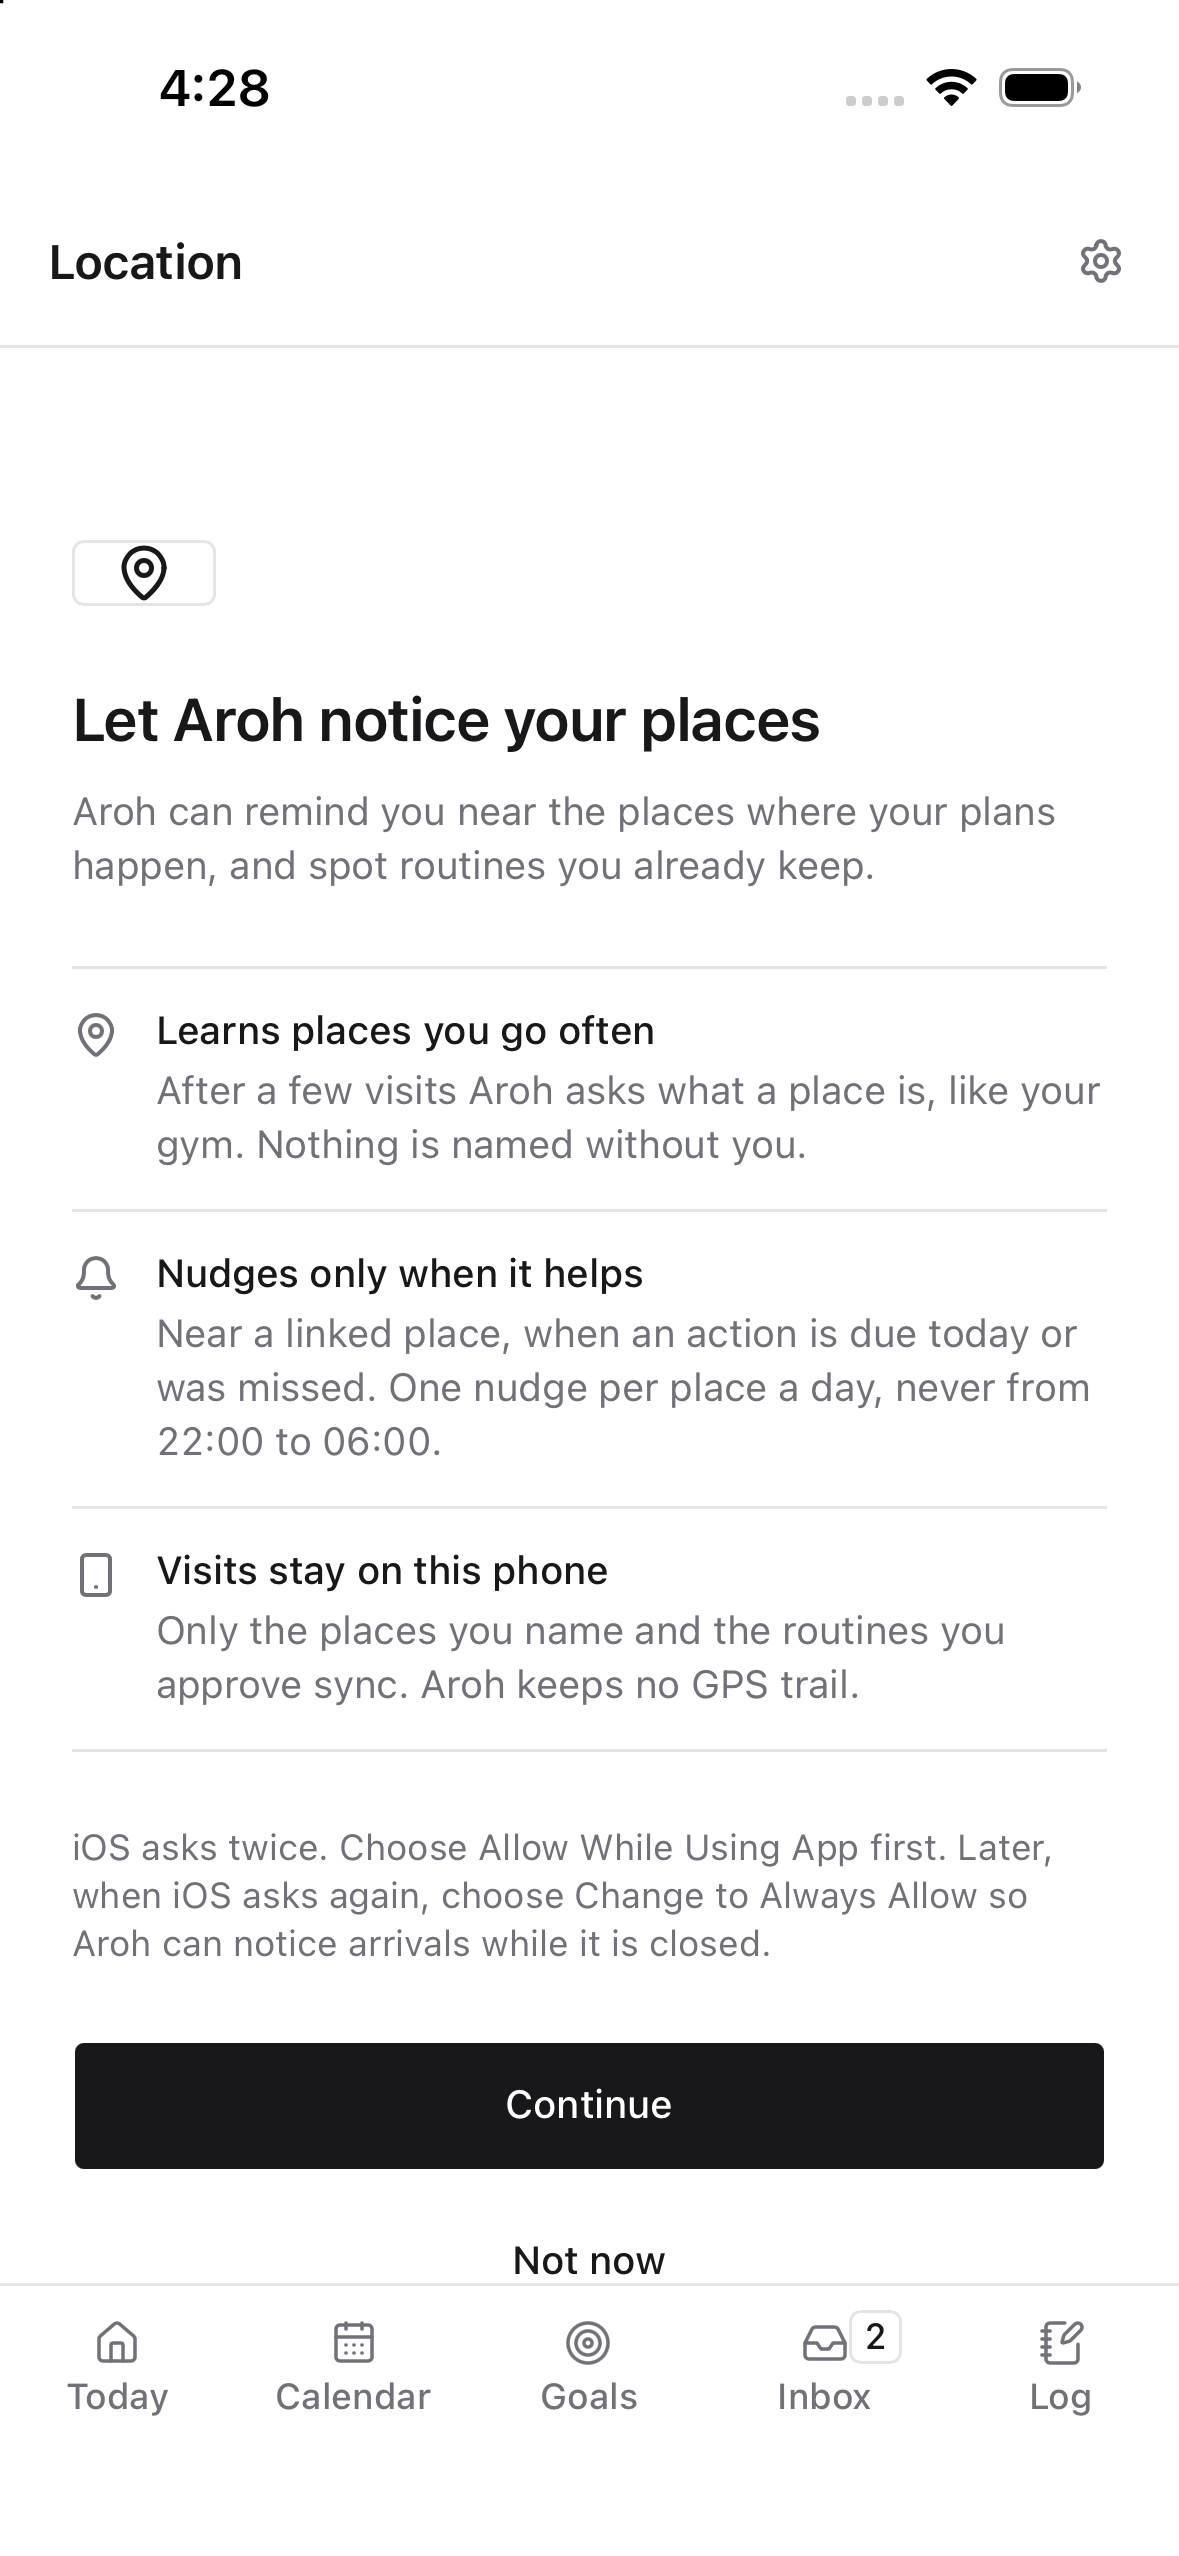 4:28
Location
Let Aroh notice your places
Aroh can remind you near the places where your plans
happen, and spot routines you already keep.
Learns places you go often
After a few visits Aroh asks what a place is, like your
gym. Nothing is named without you.
Nudges only when it helps
Near a linked place, when an action is due today or
was missed. One nudge per place a day, never from
22:00 to 06:00.
Visits stay on this phone
Only the places you name and the routines you
approve sync. Aroh keeps no GPS trail.
iOS asks twice. Choose Allow While Using App first. Later,
when iOS asks again, choose Change to Always Allow so
Aroh can notice arrivals while it is closed.
Continue
Not now
2
Today Calendar Goals Inbox Log